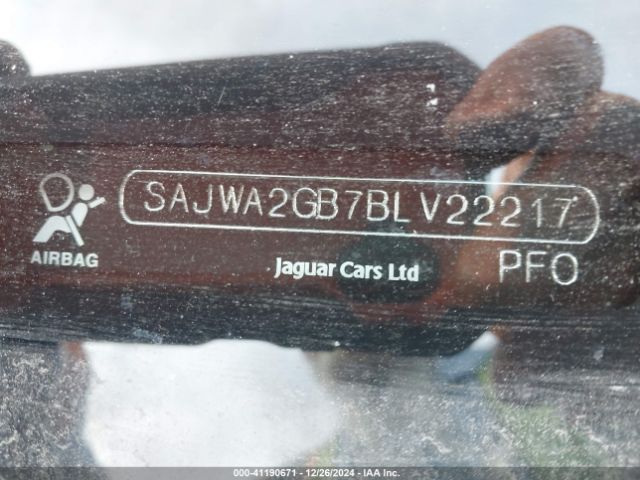 SAJWA2GB7BLV22217
AIRBAG
Jaguar Cars Ltd
PFO
000-41190671 - 12/26/2024 - IAA Inc.